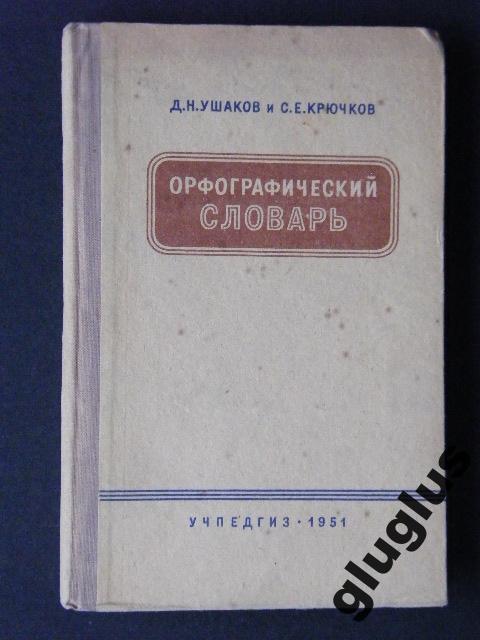 Д.Н.УШАКОВ и С.Е.КРЮЧКОВ
ОРФОГРАФИЧЕСКИЙ
СЛОВАРЬ
УЧПЕДГИЗ · 1951
gluglus